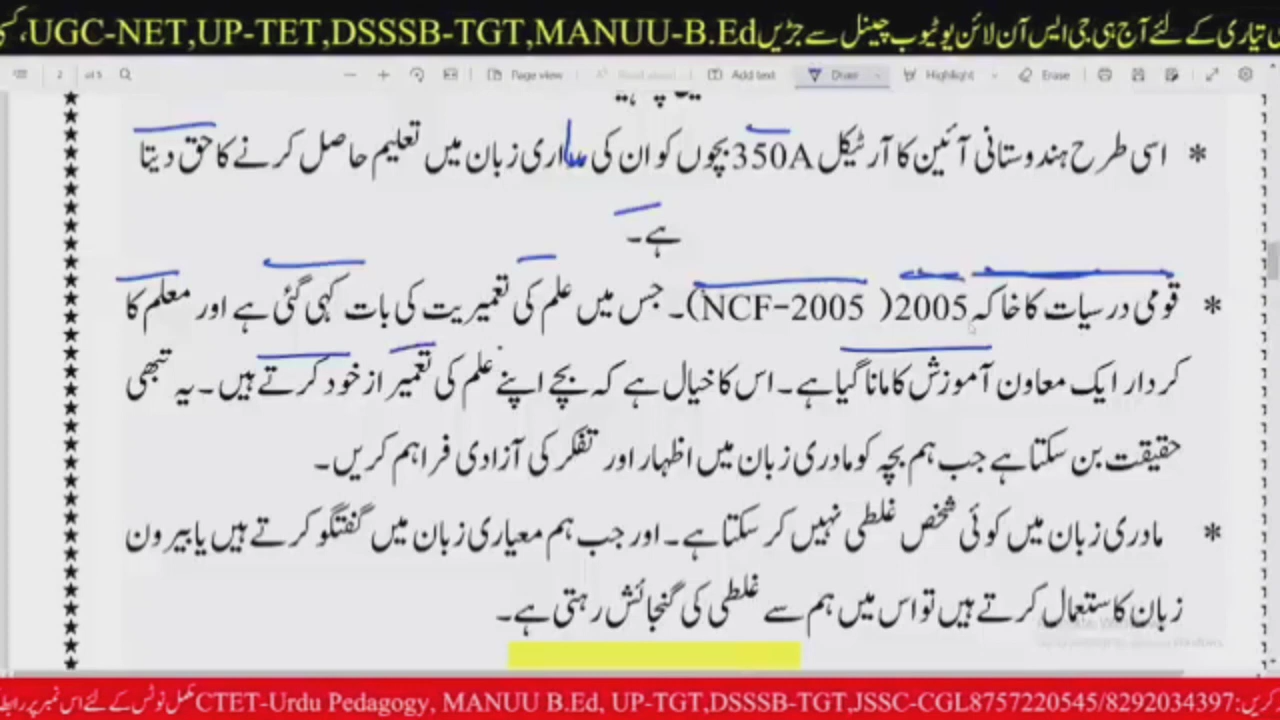 ی تیاری کے لئے آج ہی جی ایس آن لائن یوٹیوب چینل سے جڑیں UGC-NET,UP-TET,DSSSB-TGT,MANUU-B.Ed،
2 of 5 Page view Add text Draw Highlight Erase
* اسی طرح ہندوستانی آئین کا آرٹیکل 350A بچوں کو ان کی مادری زبان میں تعلیم حاصل کرنے کا حق دیتا
ہے۔
* قومی درسیات کا خاکہ 2005( NCF-2005)۔ جس میں علم کی تعمیریت کی بات کہی گئی ہے اور معلم کا
کردار ایک معاون آموزش کا مانا گیا ہے۔ اس کا خیال ہے کہ بچے اپنے علم کی تعمیر از خود کرتے ہیں۔ یہ تبھی
حقیقت بن سکتا ہے جب ہم بچہ کو مادری زبان میں اظہار اور تفکر کی آزادی فراہم کریں۔
* مادری زبان میں کوئی شخص غلطی نہیں کر سکتا ہے۔ اور جب ہم معیاری زبان میں گفتگو کرتے ہیں یا بیرون
زبان کا ستعمال کرتے ہیں تو اس میں ہم سے غلطی کی گنجائش رہتی ہے۔
کریں:8757220545/8292034397 CTET-Urdu Pedagogy, MANUU B.Ed, UP-TGT,DSSSB-TGT,JSSC-CGL مکمل نوٹس کے لئے اس نمبر پر رابطہ